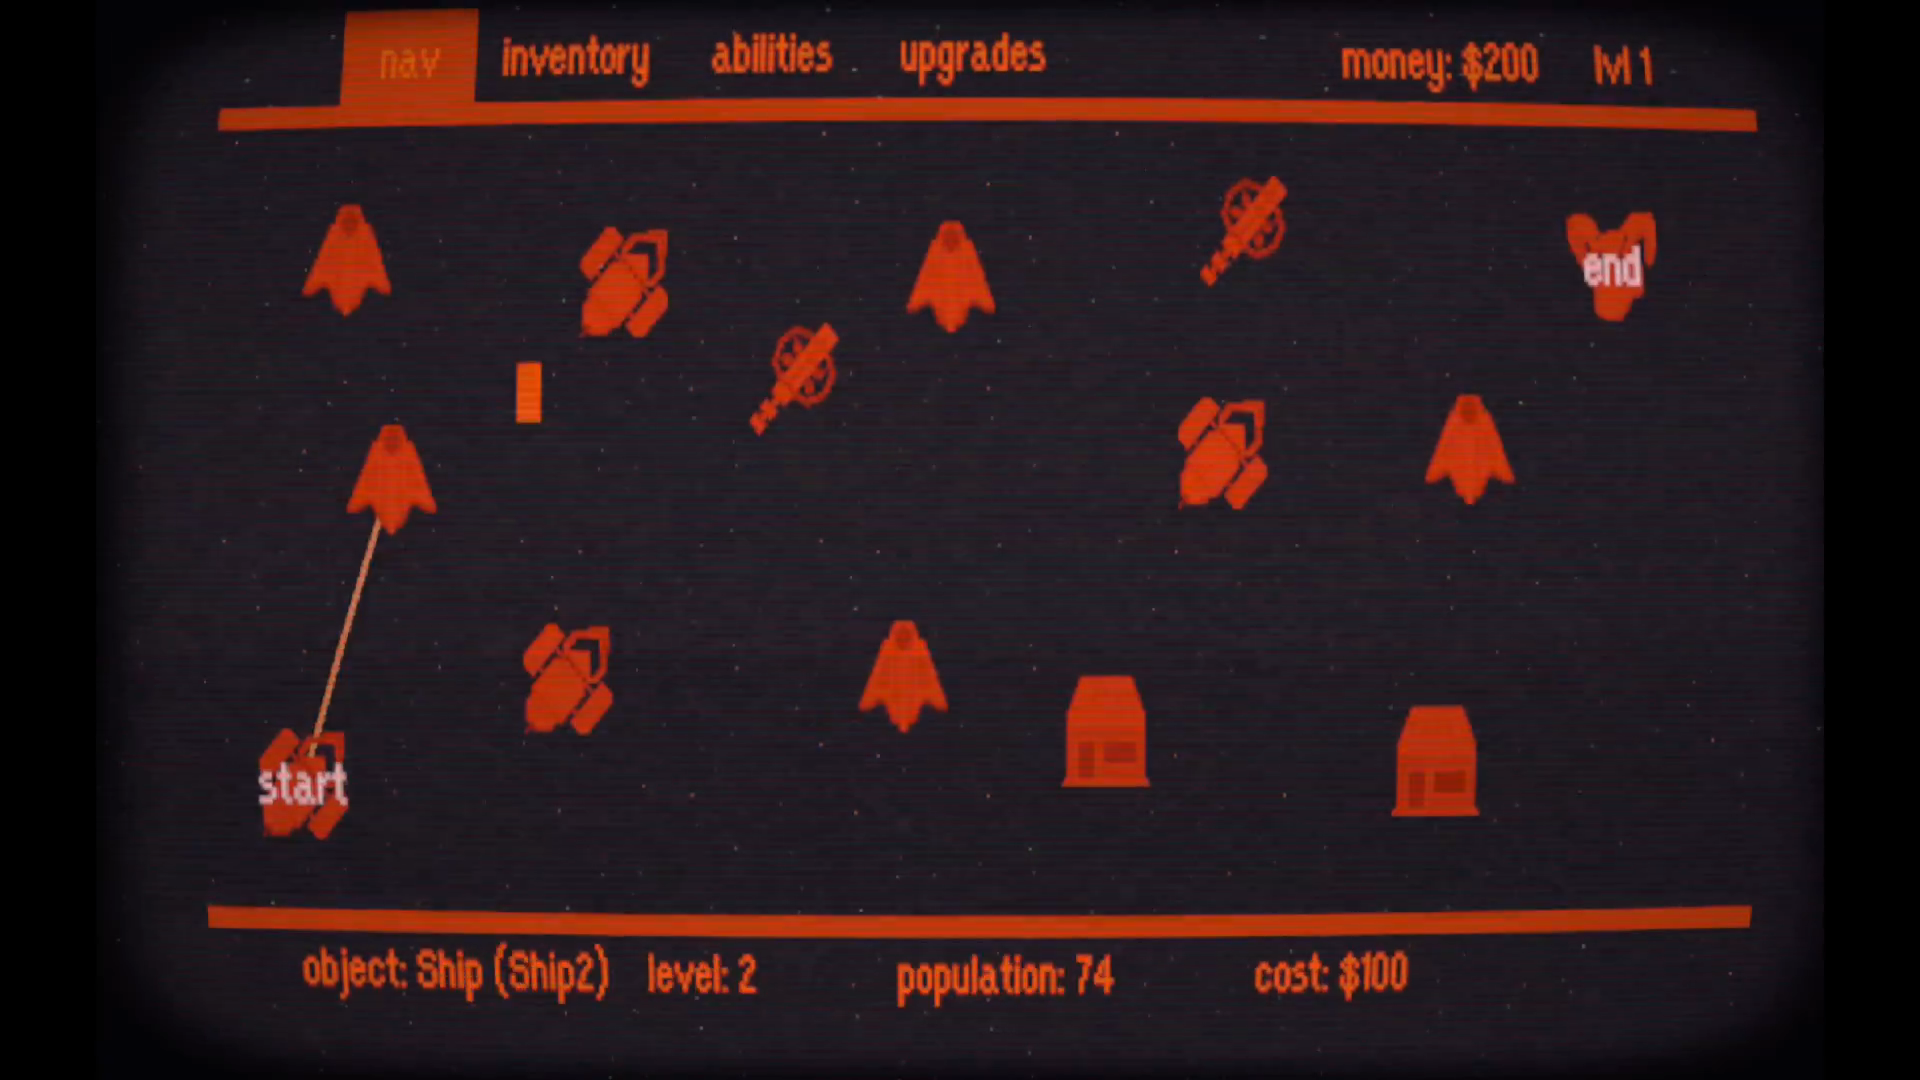 nav inventory abilities upgrades money: $200 lvl 1
end
start
object: Ship (Ship2) level: 2 population: 74 cost: $100